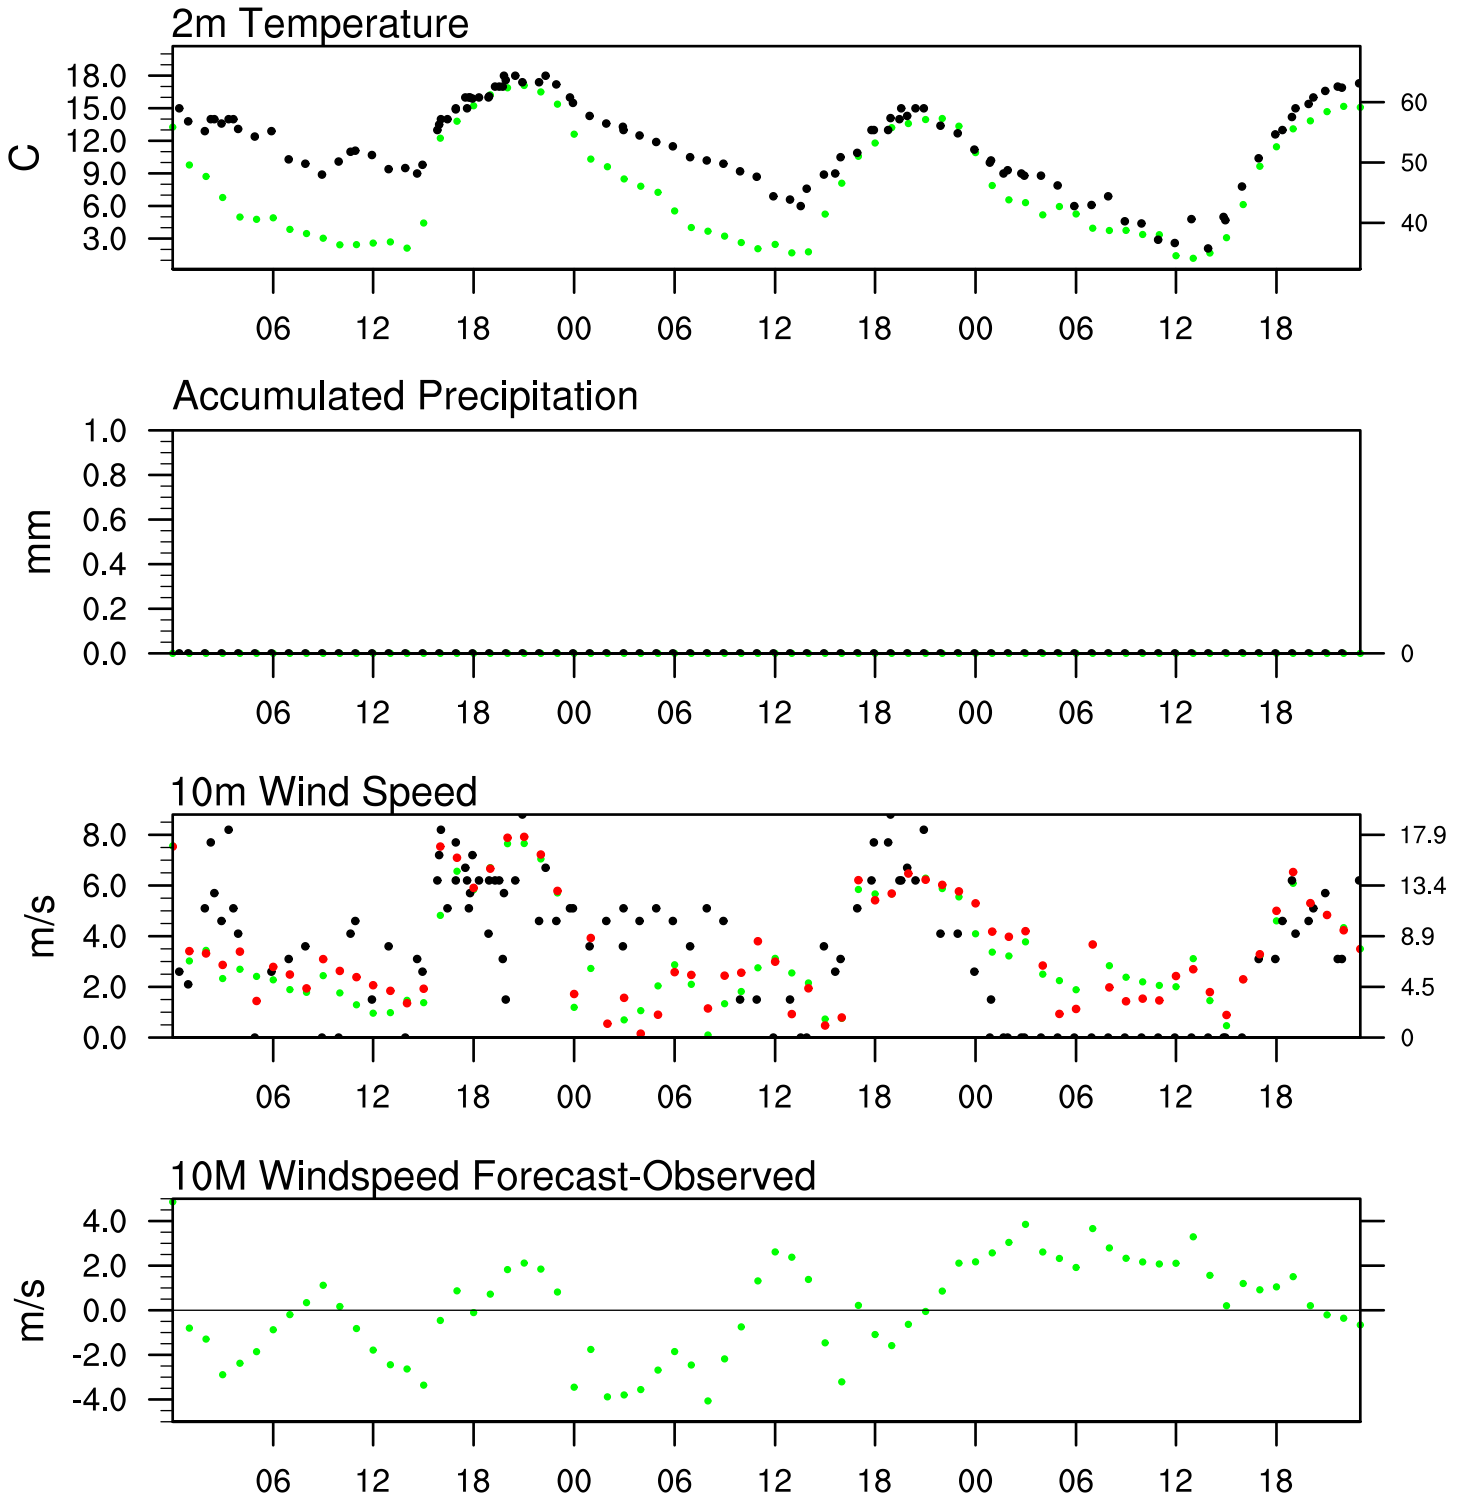 2m Temperature
18.0
15.0
12.0
9.0
6.0
3.0
C
60
50
40
06 12 18 00 06 12 18 00 06 12 18
Accumulated Precipitation
1.0
0.8
0.6
0.4
0.2
0.0
mm
0
06 12 18 00 06 12 18 00 06 12 18
10m Wind Speed
8.0
6.0
4.0
2.0
0.0
m/s
17.9
13.4
8.9
4.5
0
06 12 18 00 06 12 18 00 06 12 18
10M Windspeed Forecast-Observed
4.0
2.0
0.0
-2.0
-4.0
m/s
06 12 18 00 06 12 18 00 06 12 18